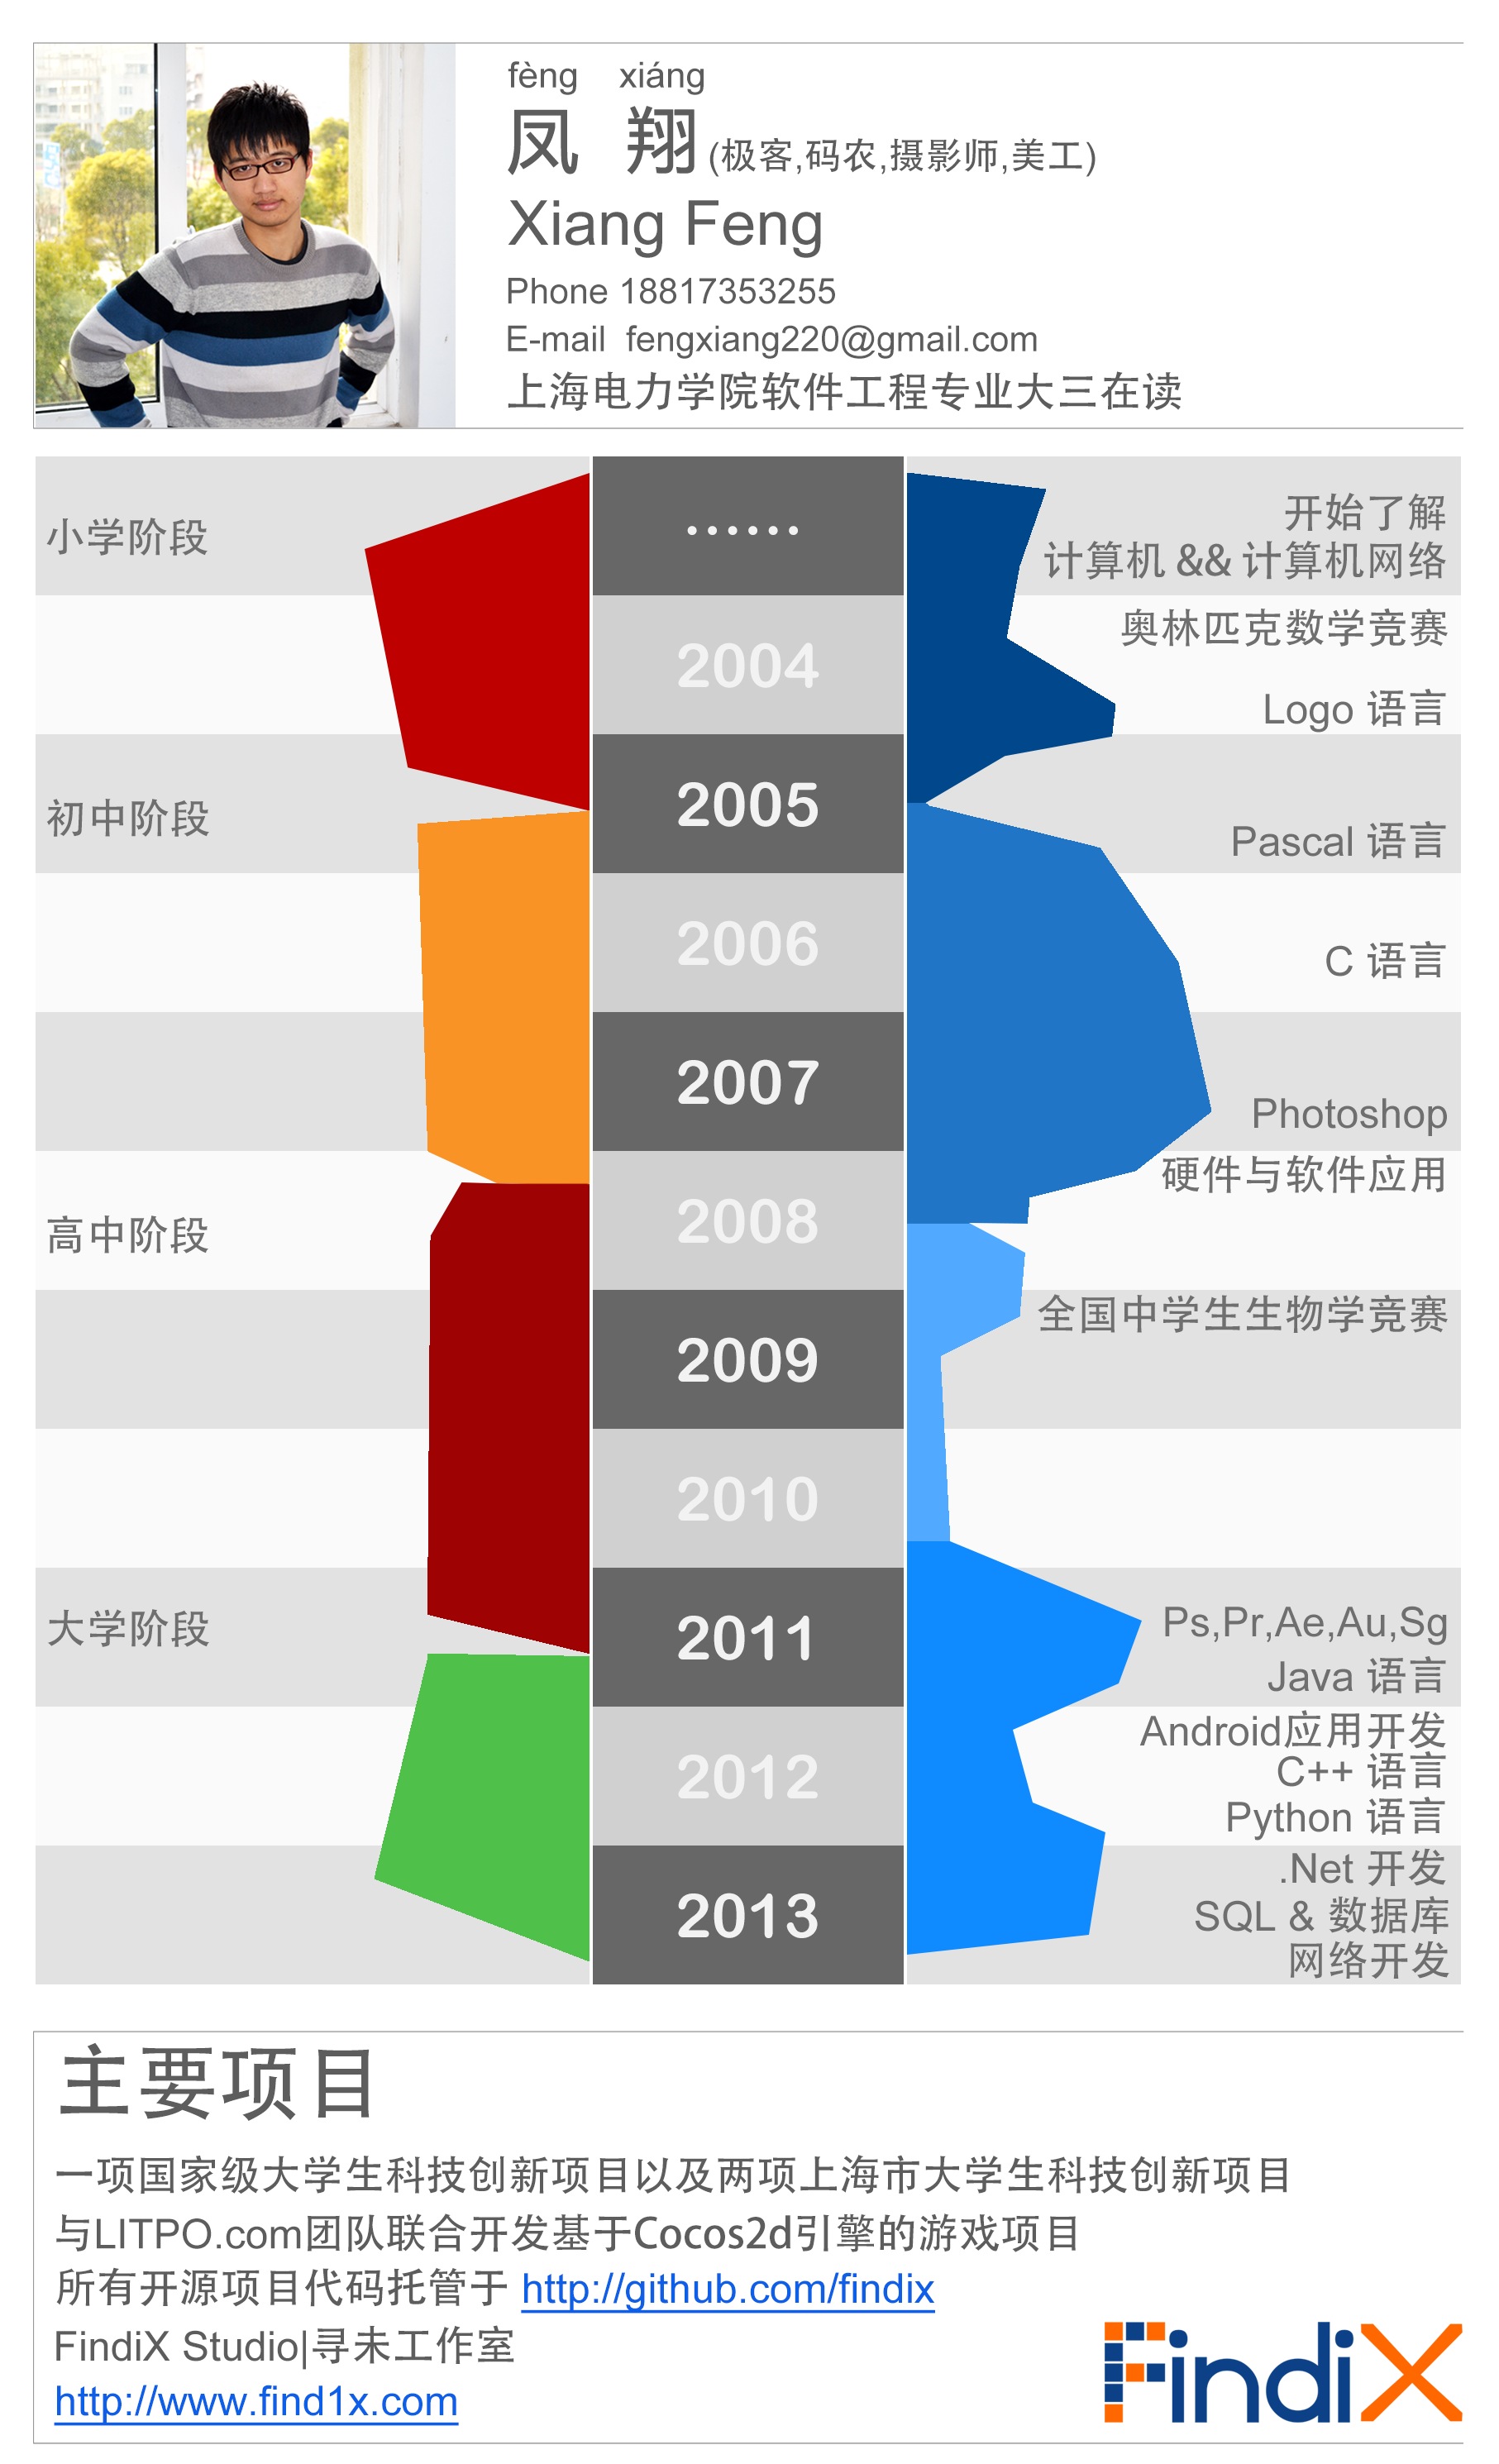 fèng xiáng
凤 翔 (极客,码农,摄影师,美工)
Xiang Feng
Phone 18817353255
E-mail fengxiang220@gmail.com
上海电力学院软件工程专业大三在读
小学阶段
......
开始了解
计算机 && 计算机网络
2004
奥林匹克数学竞赛
Logo 语言
初中阶段
2005
Pascal 语言
2006
C 语言
2007
Photoshop
高中阶段
2008
硬件与软件应用
2009
全国中学生生物学竞赛
2010
大学阶段
2011
Ps,Pr,Ae,Au,Sg
Java 语言
2012
Android应用开发
C++ 语言
Python 语言
2013
.Net 开发
SQL & 数据库
网络开发
主要项目
一项国家级大学生科技创新项目以及两项上海市大学生科技创新项目
与LITPO.com团队联合开发基于Cocos2d引擎的游戏项目
所有开源项目代码托管于 http://github.com/findix
FindiX Studio|寻未工作室
http://www.find1x.com
FindiX